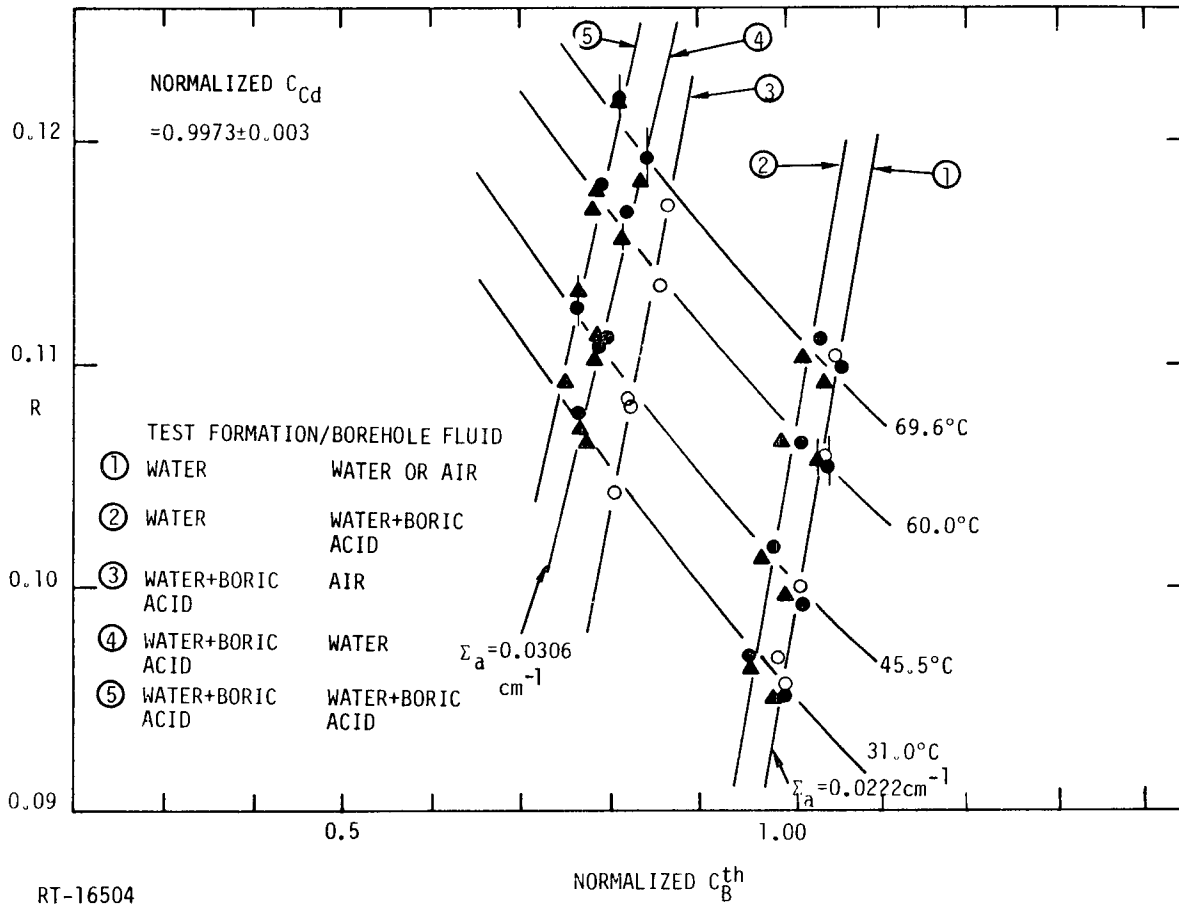 5
4
3
2
1
NORMALIZED C_Cd
=0.9973±0.003
0.12
0.11
R
0.10
0.09
TEST FORMATION/BOREHOLE FLUID
1 WATER WATER OR AIR
2 WATER WATER+BORIC
ACID
3 WATER+BORIC AIR
ACID
4 WATER+BORIC WATER
ACID
5 WATER+BORIC WATER+BORIC
ACID ACID
Σa=0.0306
cm⁻¹
69.6°C
60.0°C
45.5°C
31.0°C
Σa=0.0222cm⁻¹
0.5 1.00
NORMALIZED C_B^th
RT-16504